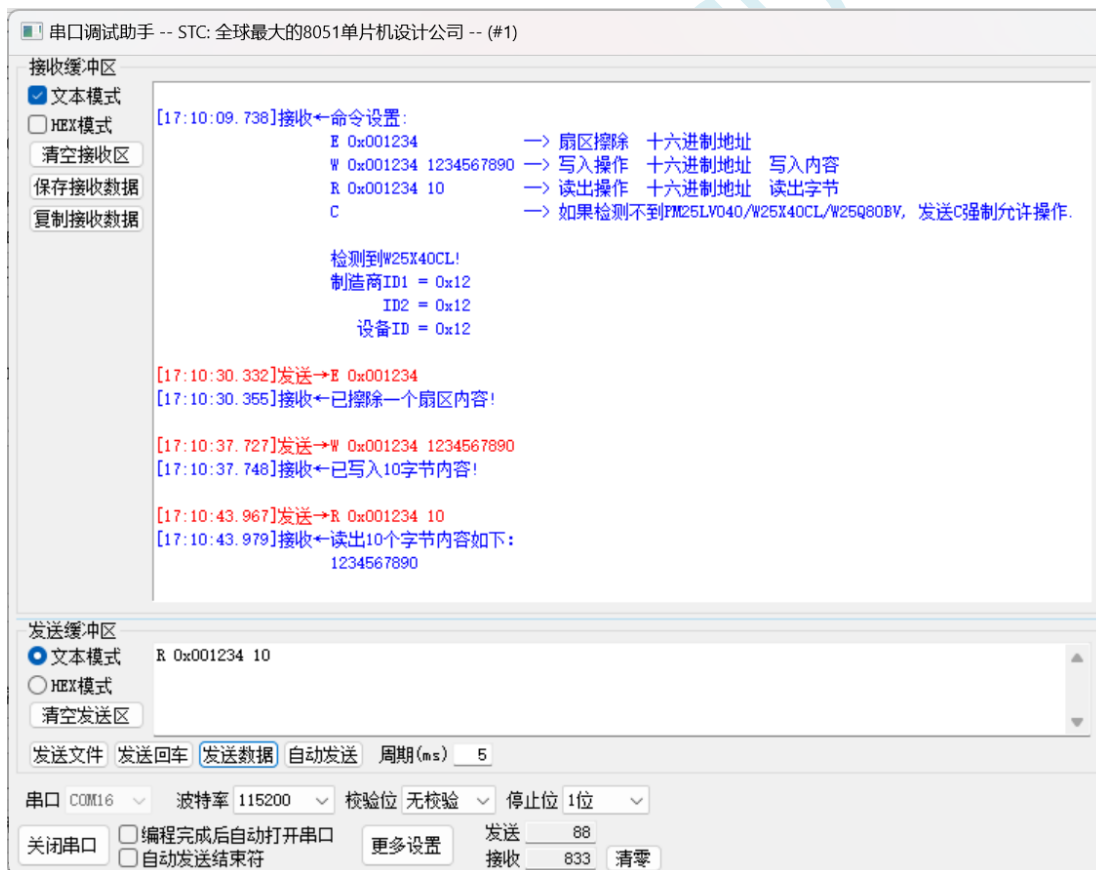 串口调试助手 -- STC: 全球最大的8051单片机设计公司 -- (#1)
接收缓冲区
文本模式
HEX模式
清空接收区
保存接收数据
复制接收数据
[17:10:09.738]接收←命令设置:
E 0x001234 —> 扇区擦除 十六进制地址
W 0x001234 1234567890 —> 写入操作 十六进制地址 写入内容
R 0x001234 10 —> 读出操作 十六进制地址 读出字节
C —> 如果检测不到PM25LV040/W25X40CL/W25Q80BV, 发送C强制允许操作.
检测到W25X40CL!
制造商ID1 = 0x12
ID2 = 0x12
设备ID = 0x12
[17:10:30.332]发送→E 0x001234
[17:10:30.355]接收←已擦除一个扇区内容!
[17:10:37.727]发送→W 0x001234 1234567890
[17:10:37.748]接收←已写入10字节内容!
[17:10:43.967]发送→R 0x001234 10
[17:10:43.979]接收←读出10个字节内容如下:
1234567890
发送缓冲区
文本模式
HEX模式
清空发送区
R 0x001234 10
发送文件 发送回车 发送数据 自动发送 周期(ms) 5
串口 COM16 波特率 115200 校验位 无校验 停止位 1位
关闭串口 编程完成后自动打开串口 更多设置 发送 88
自动发送结束符 接收 833 清零